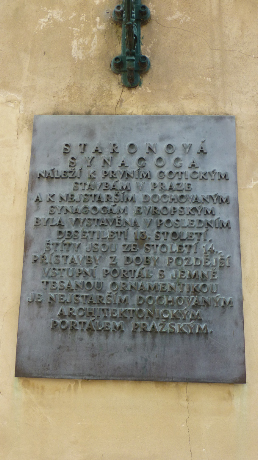 STARONOVÁ
SYNAGOGA
NÁLEŽÍ K PRVNÍM GOTICKÝM
STAVBÁM V PRAZE
A K NEJSTARŠÍM DOCHOVANÝM
SYNAGOGÁM EVROPSKÝM
BYLA VYSTAVĚNA V POSLEDNÍM
DESETILETÍ 13. STOLETÍ
ŠTÍTY JSOU ZE STOLETÍ 14.
PŘÍSTAVBY Z DOBY POZDĚJŠÍ
VSTUPNÍ PORTÁL S JEMNĚ
TESANOU ORNAMENTIKOU
JE NEJSTARŠÍM DOCHOVANÝM
ARCHITEKTONICKÝM
PORTÁLEM PRAŽSKÝM.